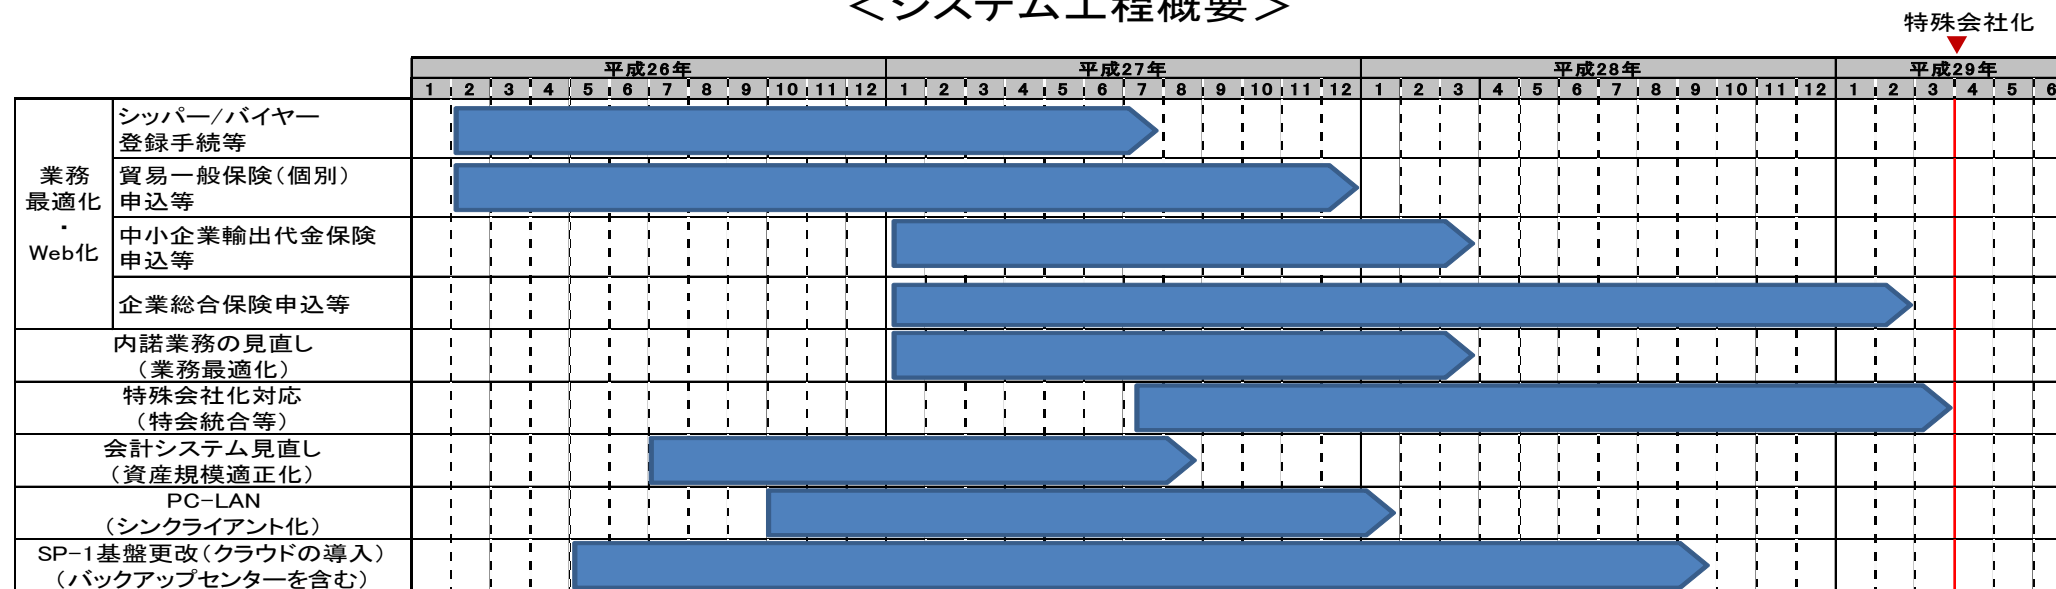 ＜システム工程概要＞
特殊会社化
平成26年 平成27年 平成28年 平成29年
1 2 3 4 5 6 7 8 9 10 11 12 1 2 3 4 5 6 7 8 9 10 11 12 1 2 3 4 5 6 7 8 9 10 11 12 1 2 3 4 5 6
業務
最適化
・
Web化
シッパー/バイヤー
登録手続等
貿易一般保険（個別）
申込等
中小企業輸出代金保険
申込等
企業総合保険申込等
内諾業務の見直し
（業務最適化）
特殊会社化対応
（特会統合等）
会計システム見直し
（資産規模適正化）
PC-LAN
（シンクライアント化）
SP-1基盤更改（クラウドの導入）
（バックアップセンターを含む）